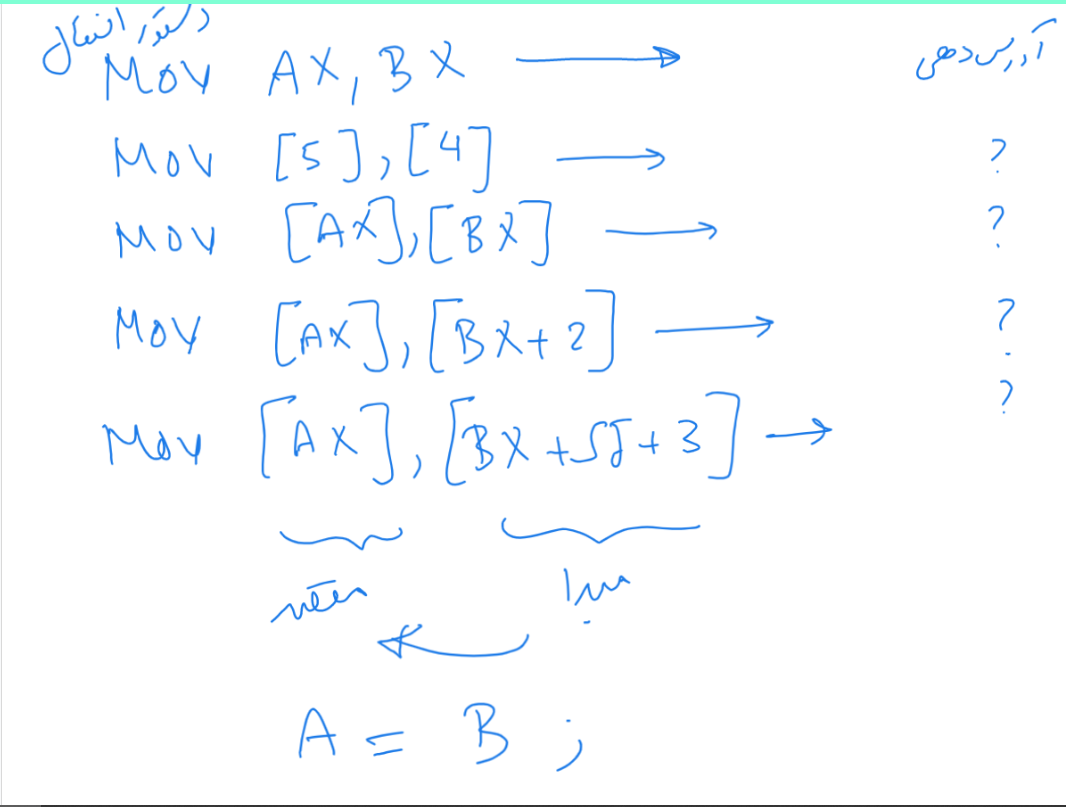 دستور انتقال
MOV AX, BX → آدرس دهی
MOV [5], [4] → ?
MOV [AX], [BX] → ?
MOV [AX], [BX+2] → ?
MOV [AX], [BX+SI+3] → ?
مقصد مبدا
A = B ;